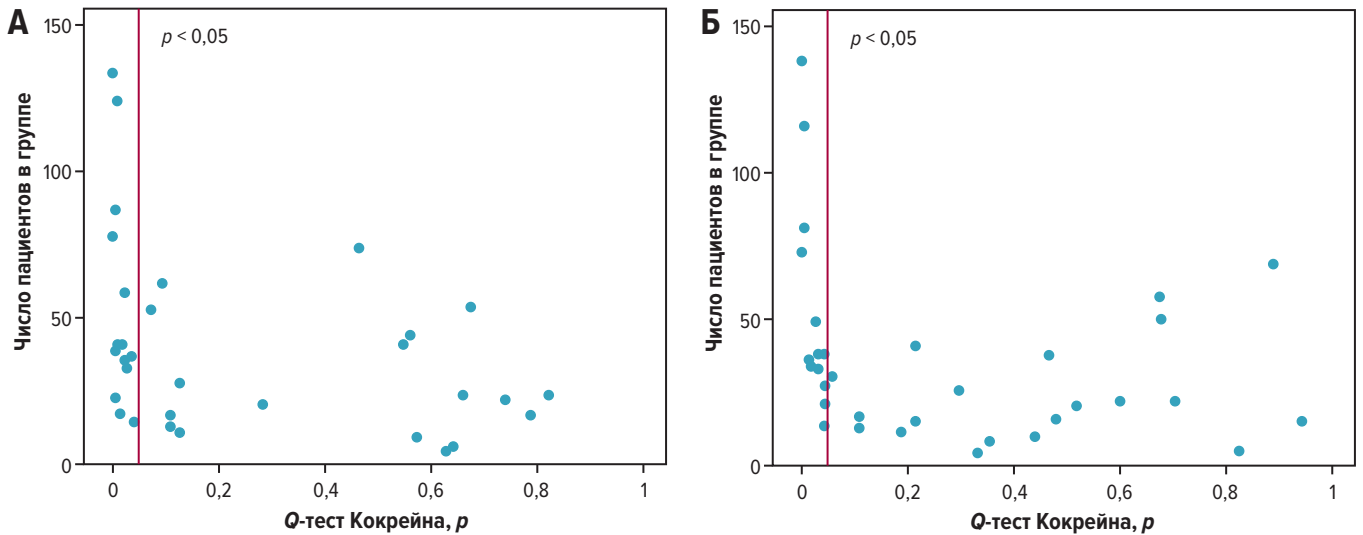 А
150
100
50
0
p < 0,05
Число пациентов в группе
0
0,2
0,4
0,6
0,8
1
Q-тест Кокрейна, p
Б
150
100
50
0
p < 0,05
Число пациентов в группе
0
0,2
0,4
0,6
0,8
1
Q-тест Кокрейна, p